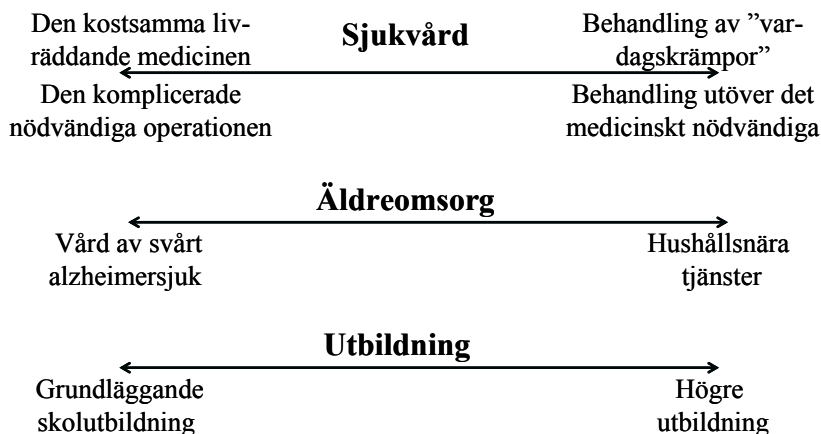 Den kostsamma liv-
räddande medicinen
Sjukvård
Behandling av ”var-
dagskrämpor”
Den komplicerade
nödvändiga operationen
Behandling utöver det
medicinskt nödvändiga
Äldreomsorg
Vård av svårt
alzheimersjuk
Hushållsnära
tjänster
Utbildning
Grundläggande
skolutbildning
Högre
utbildning